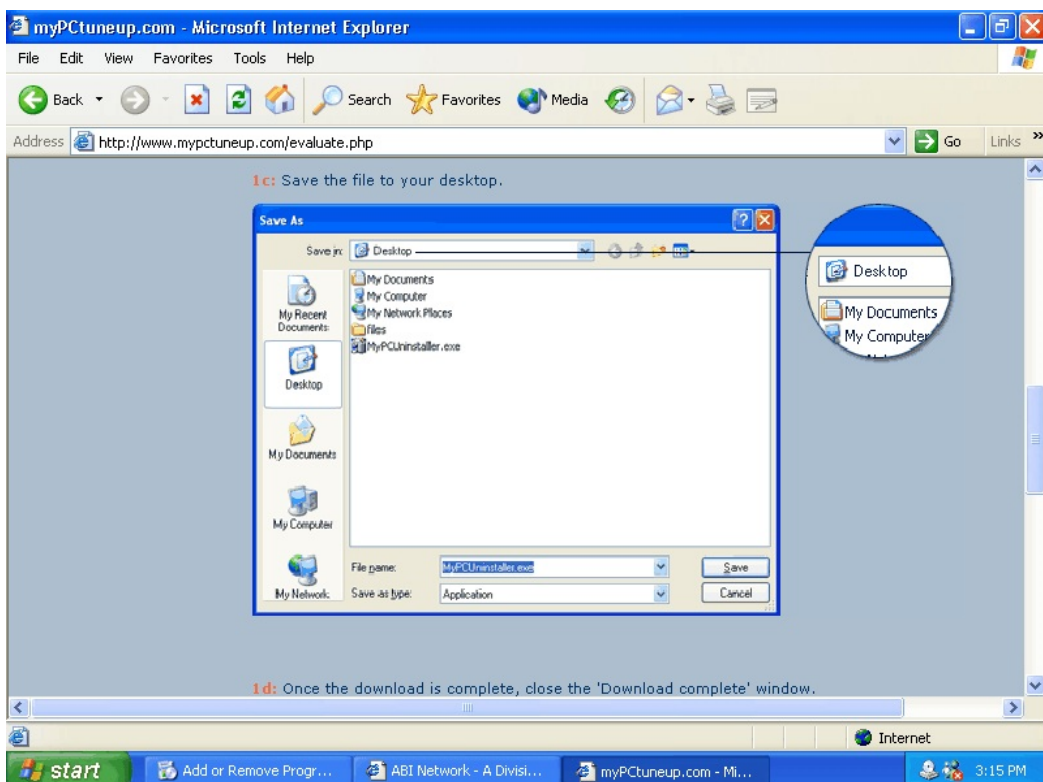 myPCtuneup.com - Microsoft Internet Explorer
File Edit View Favorites Tools Help
Back Search Favorites Media
Address http://www.mypctuneup.com/evaluate.php Go Links »
1c: Save the file to your desktop.
Save As
Save in: Desktop
My Documents
My Computer
My Network Places
files
MyPCUninstaller.exe
My Recent
Documents
Desktop
My Documents
My Computer
My Network
File name: MyPCUninstaller.exe Save
Save as type: Application Cancel
Desktop
My Documents
My Computer
1d: Once the download is complete, close the 'Download complete' window.
Internet
start Add or Remove Progr... ABI Network - A Divisi... myPCtuneup.com - Mi... 3:15 PM